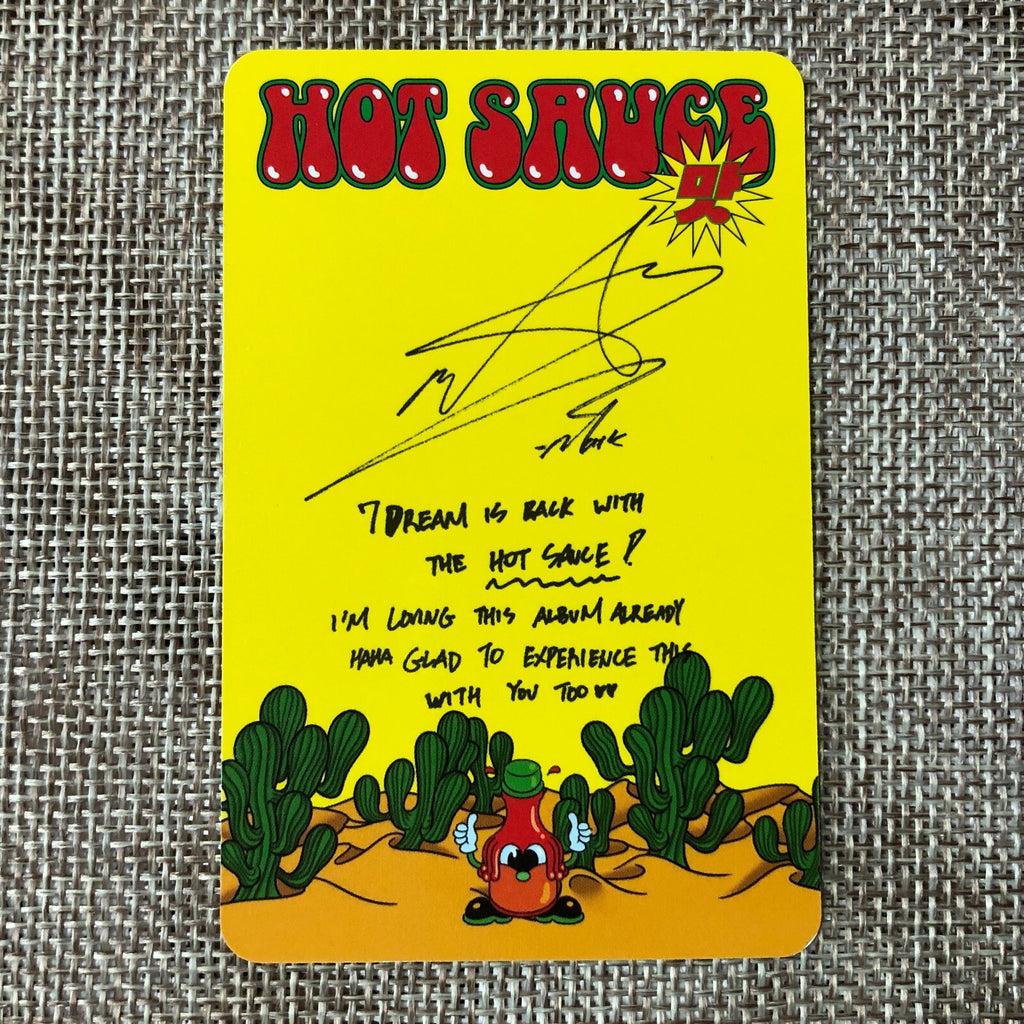 HOT SAUCE
맛
-Mark
7DREAM IS BACK WITH
THE HOT SAUCE!
I'M LOVING THIS ALBUM ALREADY
HAHA GLAD TO EXPERIENCE THIS
WITH YOU TOO ♥♥